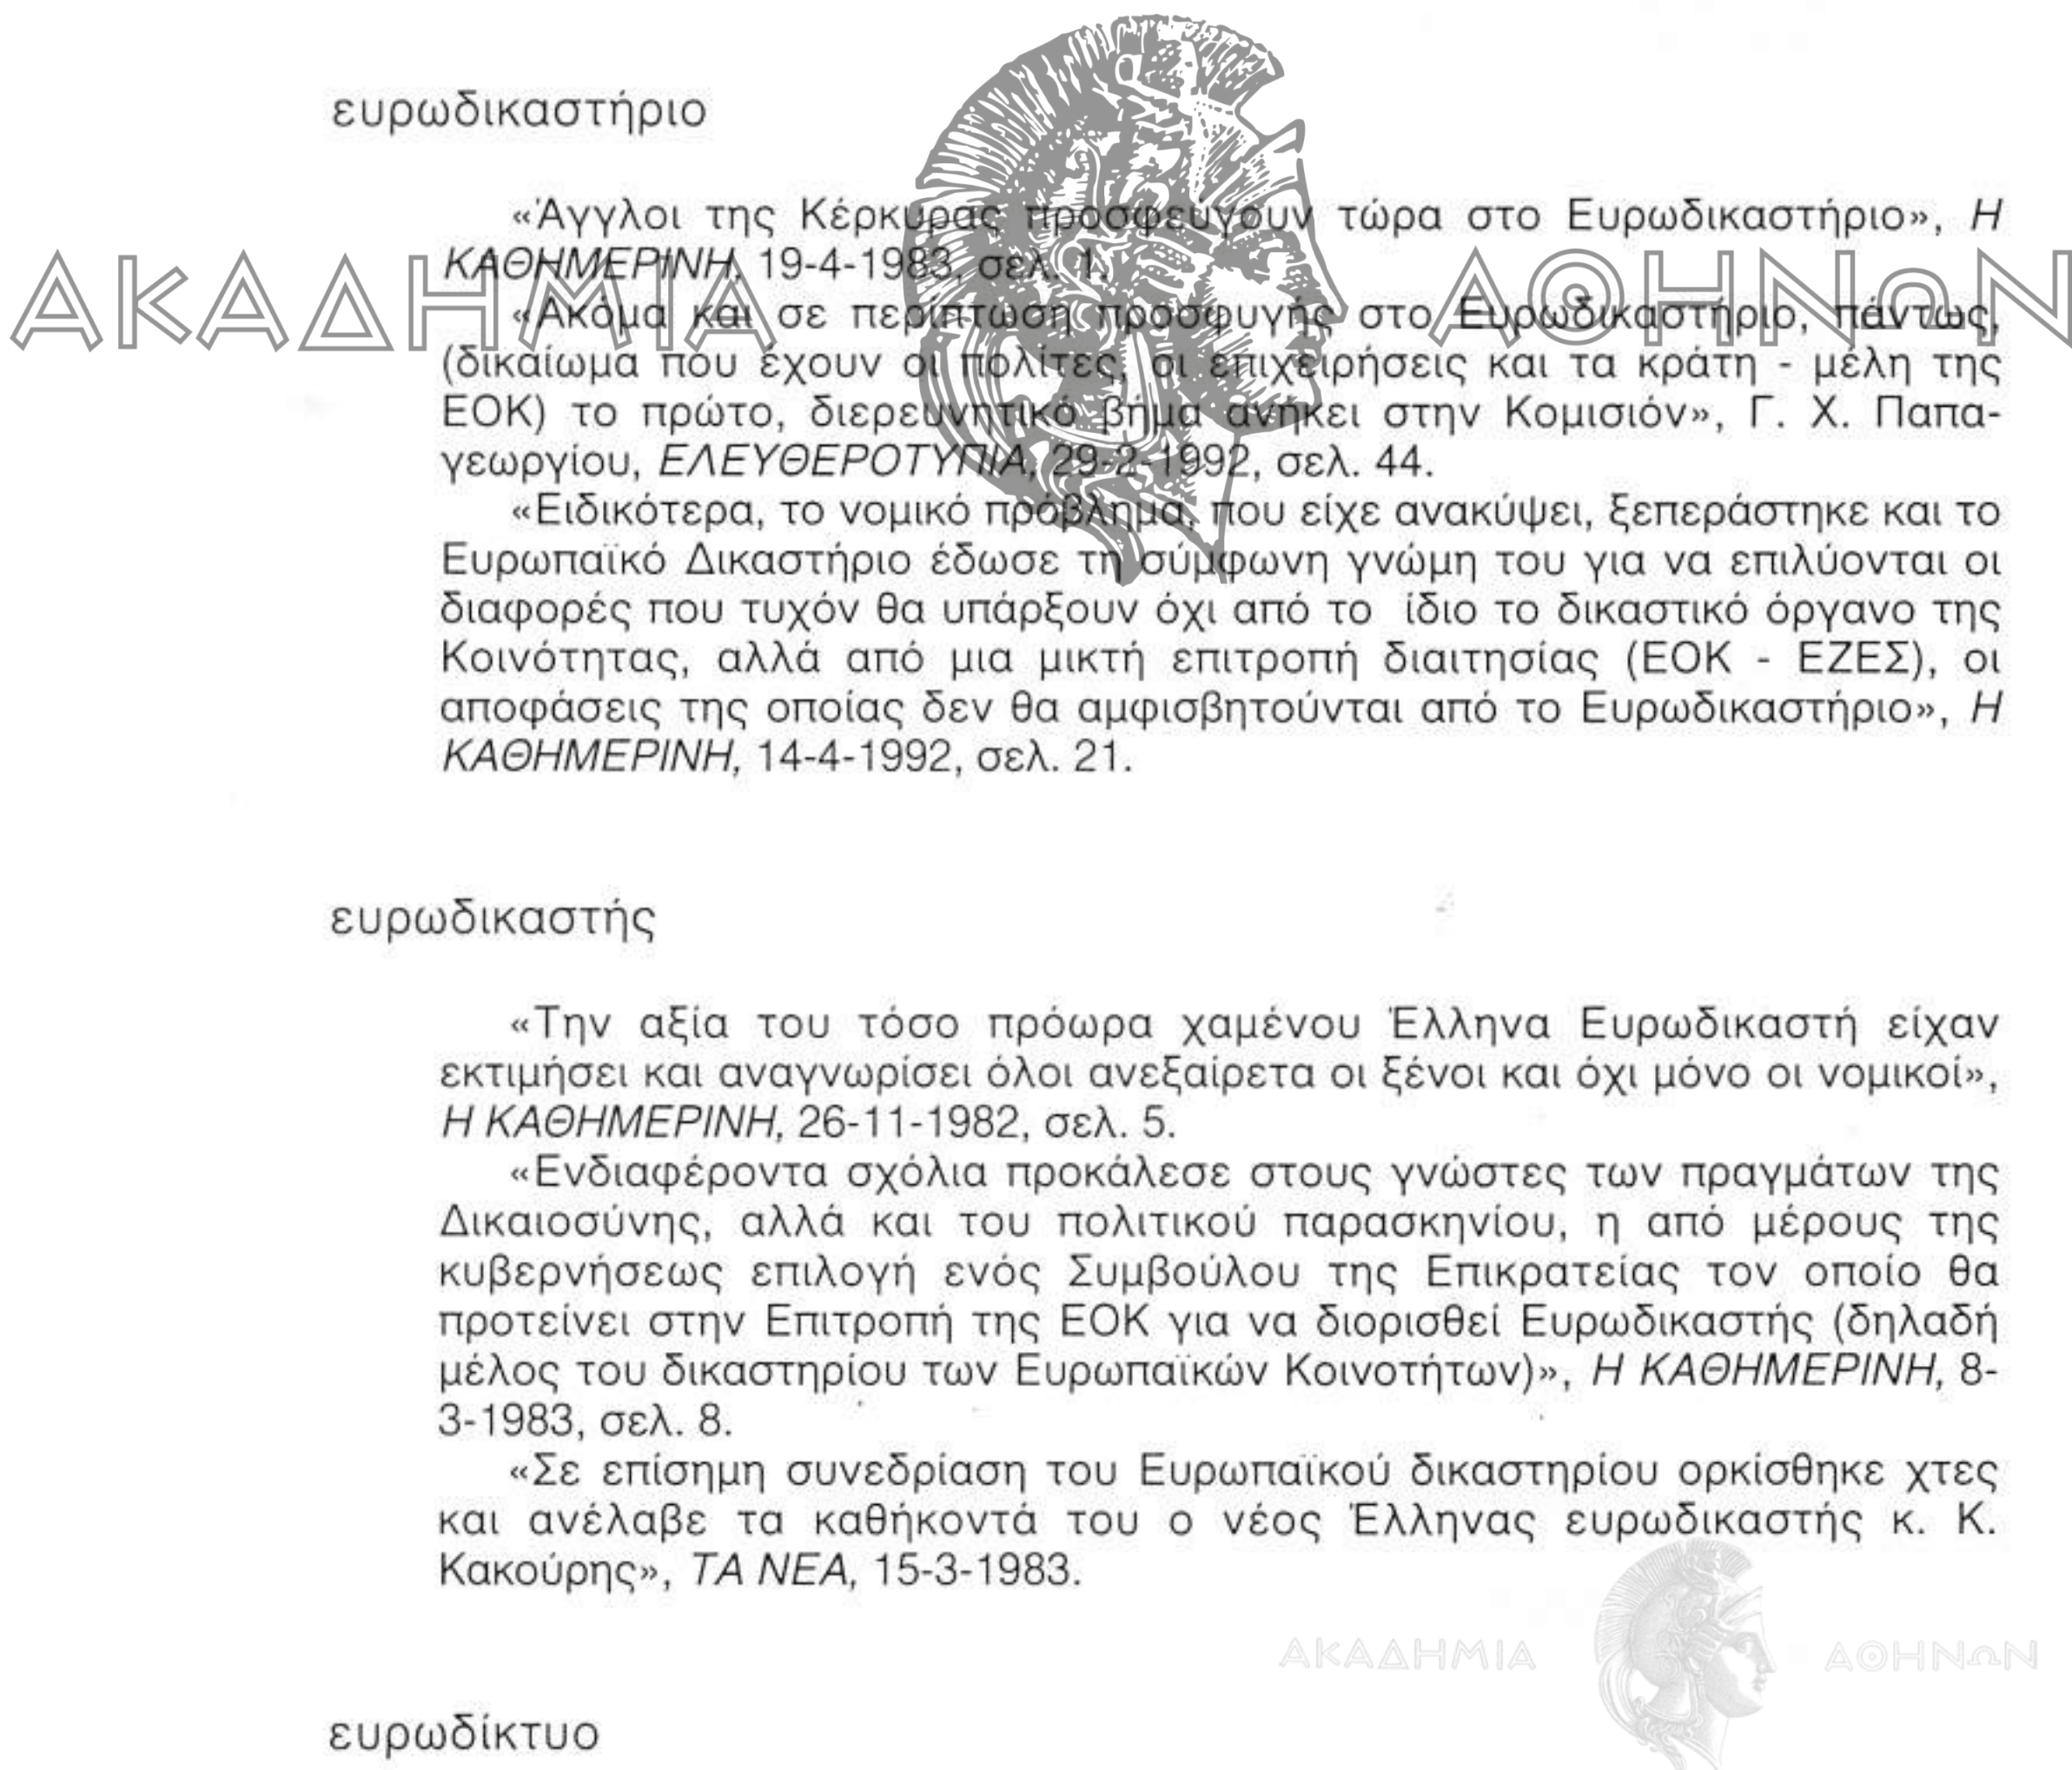 ευρωδικαστήριο
«Άγγλοι της Κέρκυρας προσφεύγουν τώρα στο Ευρωδικαστήριο», Η
ΚΑΘΗΜΕΡΙΝΗ, 19-4-1983, σελ. 1.
ΑΚΑΔΗΜΙΑ ΑΘΗΝΩΝ
«Ακόμα και σε περίπτωση προσφυγής στο Ευρωδικαστήριο, πάντως,
(δικαίωμα που έχουν οι πολίτες, οι επιχειρήσεις και τα κράτη - μέλη της
ΕΟΚ) το πρώτο, διερευνητικό βήμα ανήκει στην Κομισιόν», Γ. Χ. Παπα-
γεωργίου, ΕΛΕΥΘΕΡΟΤΥΠΙΑ, 29-2-1992, σελ. 44.
«Ειδικότερα, το νομικό πρόβλημα, που είχε ανακύψει, ξεπεράστηκε και το
Ευρωπαϊκό Δικαστήριο έδωσε τη σύμφωνη γνώμη του για να επιλύονται οι
διαφορές που τυχόν θα υπάρξουν όχι από το ίδιο το δικαστικό όργανο της
Κοινότητας, αλλά από μια μικτή επιτροπή διαιτησίας (ΕΟΚ - ΕΖΕΣ), οι
αποφάσεις της οποίας δεν θα αμφισβητούνται από το Ευρωδικαστήριο», Η
ΚΑΘΗΜΕΡΙΝΗ, 14-4-1992, σελ. 21.
ευρωδικαστής
«Την αξία του τόσο πρόωρα χαμένου Έλληνα Ευρωδικαστή είχαν
εκτιμήσει και αναγνωρίσει όλοι ανεξαίρετα οι ξένοι και όχι μόνο οι νομικοί»,
Η ΚΑΘΗΜΕΡΙΝΗ, 26-11-1982, σελ. 5.
«Ενδιαφέροντα σχόλια προκάλεσε στους γνώστες των πραγμάτων της
Δικαιοσύνης, αλλά και του πολιτικού παρασκηνίου, η από μέρους της
κυβερνήσεως επιλογή ενός Συμβούλου της Επικρατείας τον οποίο θα
προτείνει στην Επιτροπή της ΕΟΚ για να διορισθεί Ευρωδικαστής (δηλαδή
μέλος του δικαστηρίου των Ευρωπαϊκών Κοινοτήτων)», Η ΚΑΘΗΜΕΡΙΝΗ, 8-
3-1983, σελ. 8.
«Σε επίσημη συνεδρίαση του Ευρωπαϊκού δικαστηρίου ορκίσθηκε χτες
και ανέλαβε τα καθήκοντά του ο νέος Έλληνας ευρωδικαστής κ. Κ.
Κακούρης», ΤΑ ΝΕΑ, 15-3-1983.
ΑΚΑΔΗΜΙΑ ΑΘΗΝΩΝ
ευρωδίκτυο